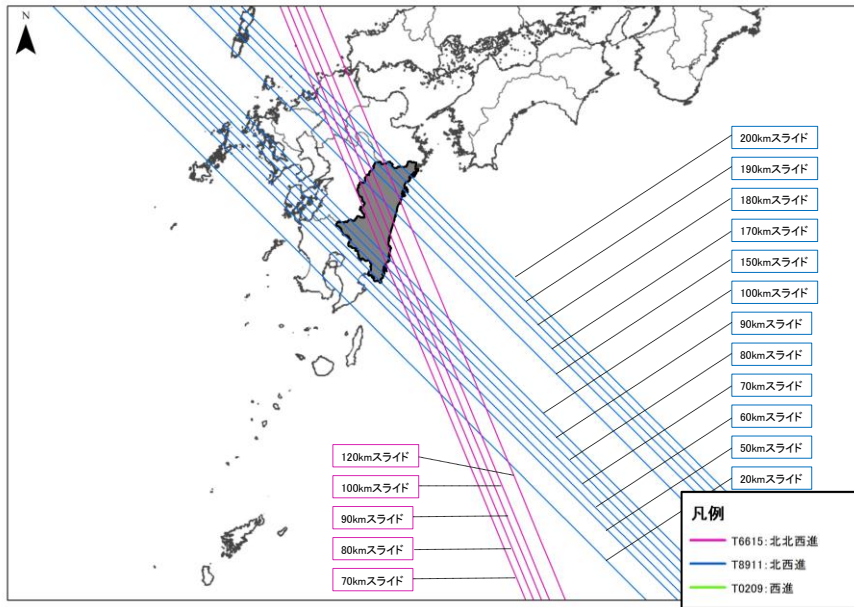 N
200kmスライド
190kmスライド
180kmスライド
170kmスライド
150kmスライド
100kmスライド
90kmスライド
80kmスライド
70kmスライド
60kmスライド
50kmスライド
20kmスライド
120kmスライド
100kmスライド
90kmスライド
80kmスライド
70kmスライド
凡例
T6615:北北西進
T8911:北西進
T0209:西進